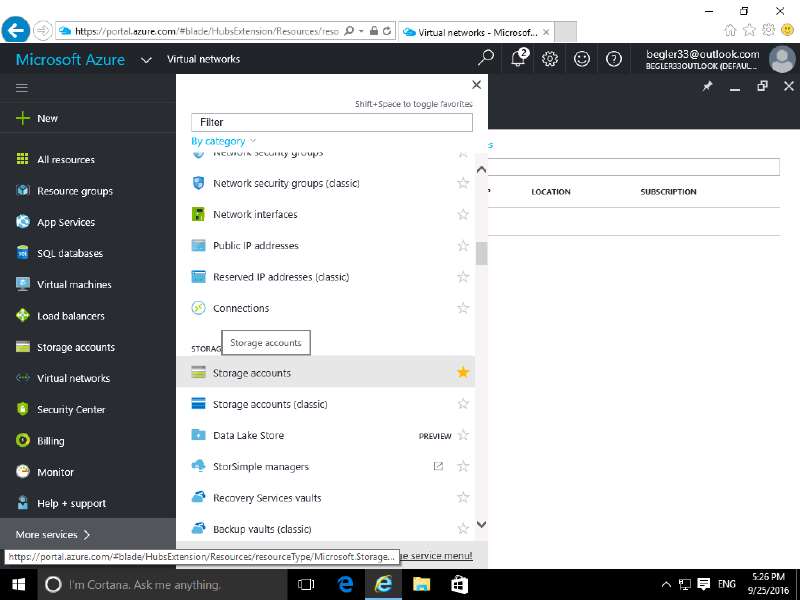 https://portal.azure.com/#blade/HubsExtension/Resources/reso
Virtual networks - Microsof...
Microsoft Azure
Virtual networks
2
begler33@outlook.com
BEGLER33OUTLOOK (DEFAUL...
Shift+Space to toggle favorites
Filter
By category
New
All resources
Resource groups
App Services
SQL databases
Virtual machines
Load balancers
Storage accounts
Virtual networks
Security Center
Billing
Monitor
Help + support
More services
Network security groups
Network security groups (classic)
Network interfaces
Public IP addresses
Reserved IP addresses (classic)
Connections
STORAG
Storage accounts
Storage accounts
Storage accounts (classic)
Data Lake Store
PREVIEW
StorSimple managers
Recovery Services vaults
Backup vaults (classic)
LOCATION
SUBSCRIPTION
https://portal.azure.com/#blade/HubsExtension/Resources/resourceType/Microsoft.Storage...
ue service menu!
I'm Cortana. Ask me anything.
ENG
5:26 PM
9/25/2016